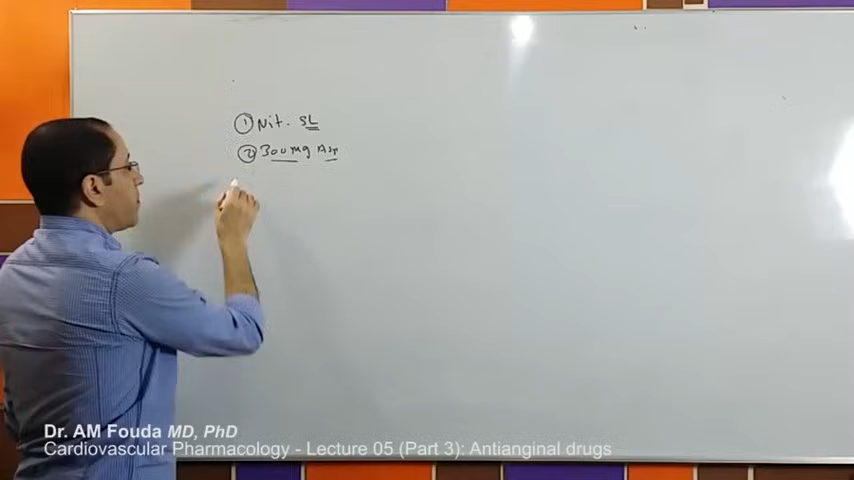 ① Nit. SL
② 300 mg Asp
Dr. AM Fouda MD, PhD
Cardiovascular Pharmacology - Lecture 05 (Part 3): Antianginal drugs